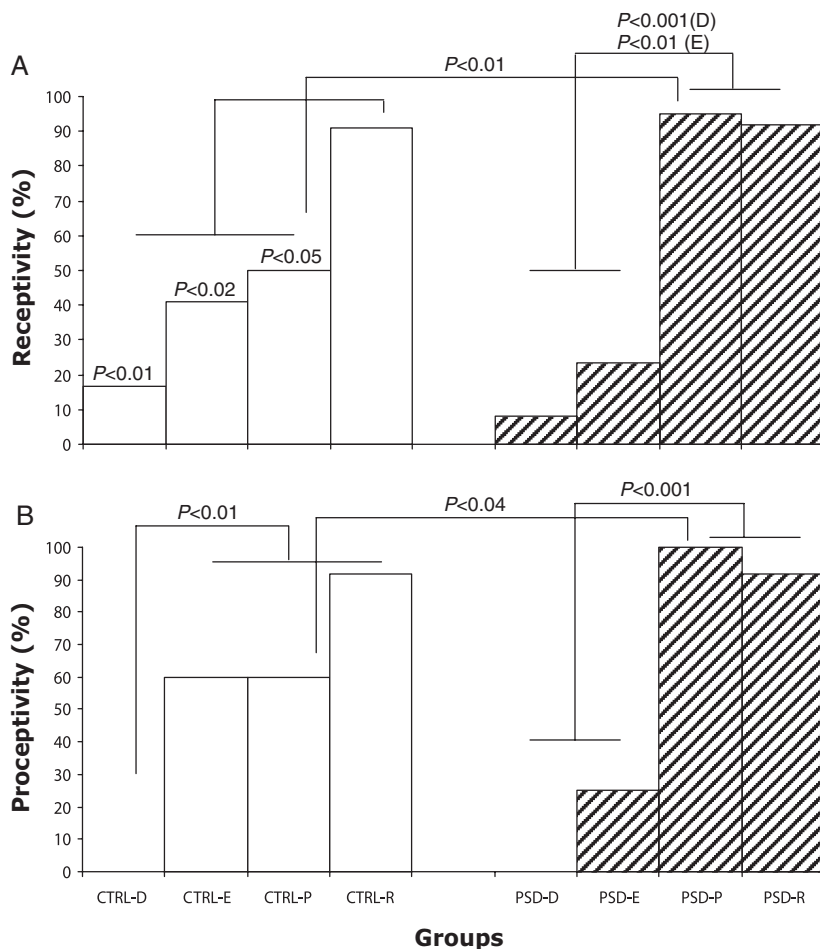 P<0.001(D)
P<0.01 (E)
A
P<0.01
100
90
80
70
60
50
40
30
20
10
0
Receptivity (%)
P<0.01
P<0.02
P<0.05
B
P<0.01
P<0.04
P<0.001
100
90
80
70
60
50
40
30
20
10
0
Proceptivity (%)
CTRL-D CTRL-E CTRL-P CTRL-R PSD-D PSD-E PSD-P PSD-R
Groups